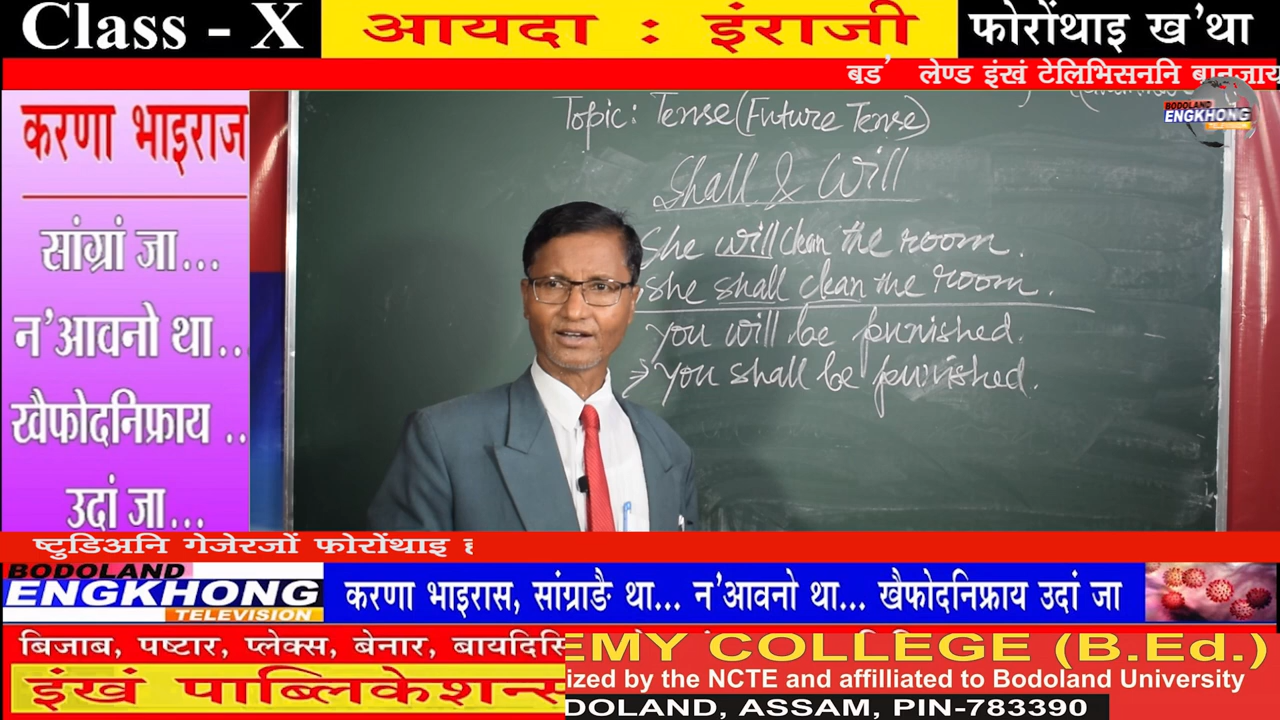 Class - X
आयदा : इंराजी
फोरोंथाइ ख'था
बड' लेण्ड इंखं टेलिभिसननि
BODOLAND
ENGKHONG
TELEVISION
करणा भाइराज
सांग्रां जा...
न'आवनो था...
खैफोदनिफ्राय ..
उदां जा...
Topic: Tense (Future Tense)
Shall & Will
She will clean the room.
She shall clean the room.
You will be punished.
→ You shall be punished.
ष्टुडिअनि गेजेरजों फोरोंथाइ
BODOLAND
ENGKHONG
TELEVISION
करणा भाइरास, सांग्राङै था... न'आवनो था... खैफोदनिफ्राय उदां जा
बिजाब, पष्टार, प्लेक्स, बेनार,
EMY COLLEGE (B.Ed.)
इंखं पाब्लिकेशन्स
ized by the NCTE and affilliated to Bodoland University
DOLAND, ASSAM, PIN-783390